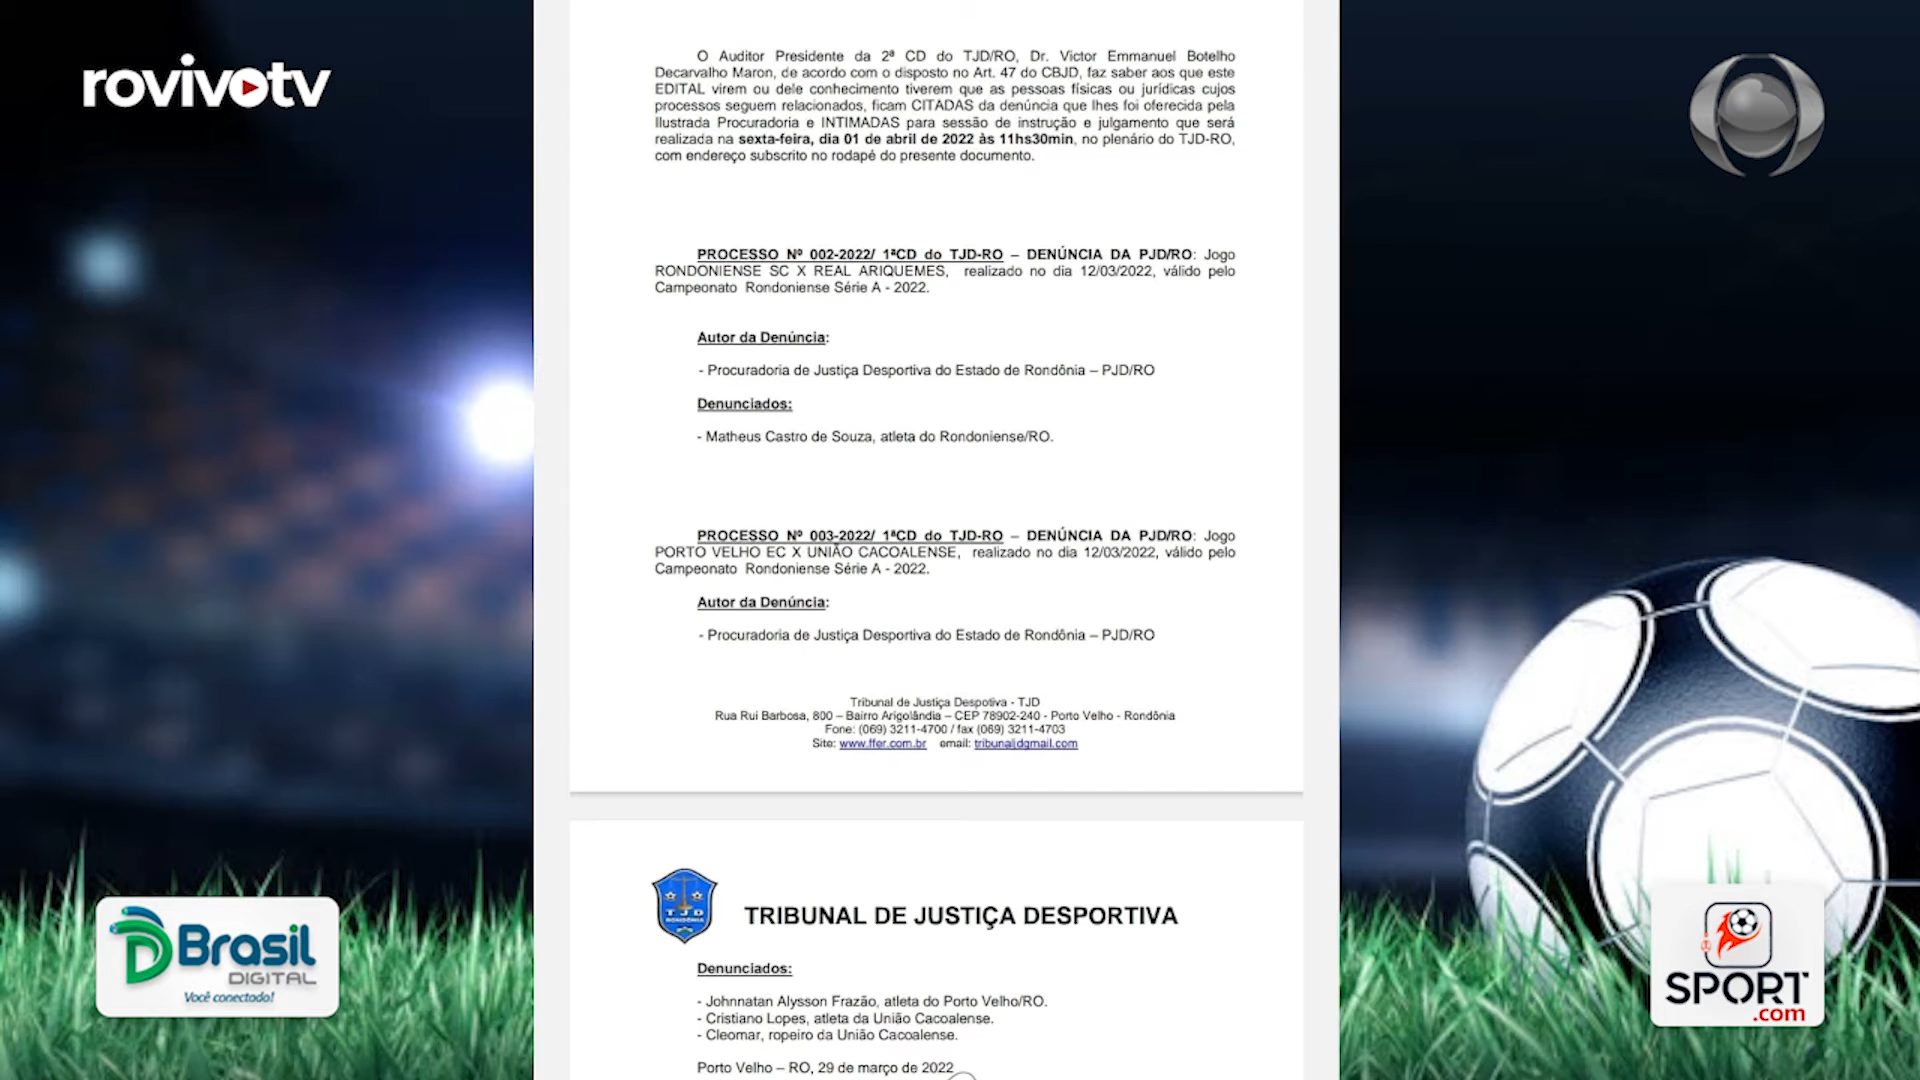 rovivotv
O Auditor Presidente da 2ª CD do TJD/RO, Dr. Victor Emmanuel Botelho
Decarvalho Maron, de acordo com o disposto no Art. 47 do CBJD, faz saber aos que este
EDITAL virem ou dele conhecimento tiverem que as pessoas físicas ou jurídicas cujos
processos seguem relacionados, ficam CITADAS da denúncia que lhes foi oferecida pela
Ilustrada Procuradoria e INTIMADAS para sessão de instrução e julgamento que será
realizada na sexta-feira, dia 01 de abril de 2022 às 11hs30min, no plenário do TJD-RO,
com endereço subscrito no rodapé do presente documento.
PROCESSO Nº 002-2022/ 1ªCD do TJD-RO – DENÚNCIA DA PJD/RO: Jogo
RONDONIENSE SC X REAL ARIQUEMES, realizado no dia 12/03/2022, válido pelo
Campeonato Rondoniense Série A - 2022.
Autor da Denúncia:
- Procuradoria de Justiça Desportiva do Estado de Rondônia – PJD/RO
Denunciados:
- Matheus Castro de Souza, atleta do Rondoniense/RO.
PROCESSO Nº 003-2022/ 1ªCD do TJD-RO – DENÚNCIA DA PJD/RO: Jogo
PORTO VELHO EC X UNIÃO CACOALENSE, realizado no dia 12/03/2022, válido pelo
Campeonato Rondoniense Série A - 2022.
Autor da Denúncia:
- Procuradoria de Justiça Desportiva do Estado de Rondônia – PJD/RO
Tribunal de Justiça Despotiva - TJD
Rua Rui Barbosa, 800 – Bairro Arigolândia – CEP 78902-240 - Porto Velho - Rondônia
Fone: (069) 3211-4700 / fax (069) 3211-4703
Site: www.ffer.com.br email: tribunaljdgmail.com
TJD
RONDÔNIA
TRIBUNAL DE JUSTIÇA DESPORTIVA
Denunciados:
- Johnnatan Alysson Frazão, atleta do Porto Velho/RO.
- Cristiano Lopes, atleta da União Cacoalense.
- Cleomar, ropeiro da União Cacoalense.
Porto Velho – RO, 29 de março de 2022
Brasil
DIGITAL
Você conectado!
SPORT
.com